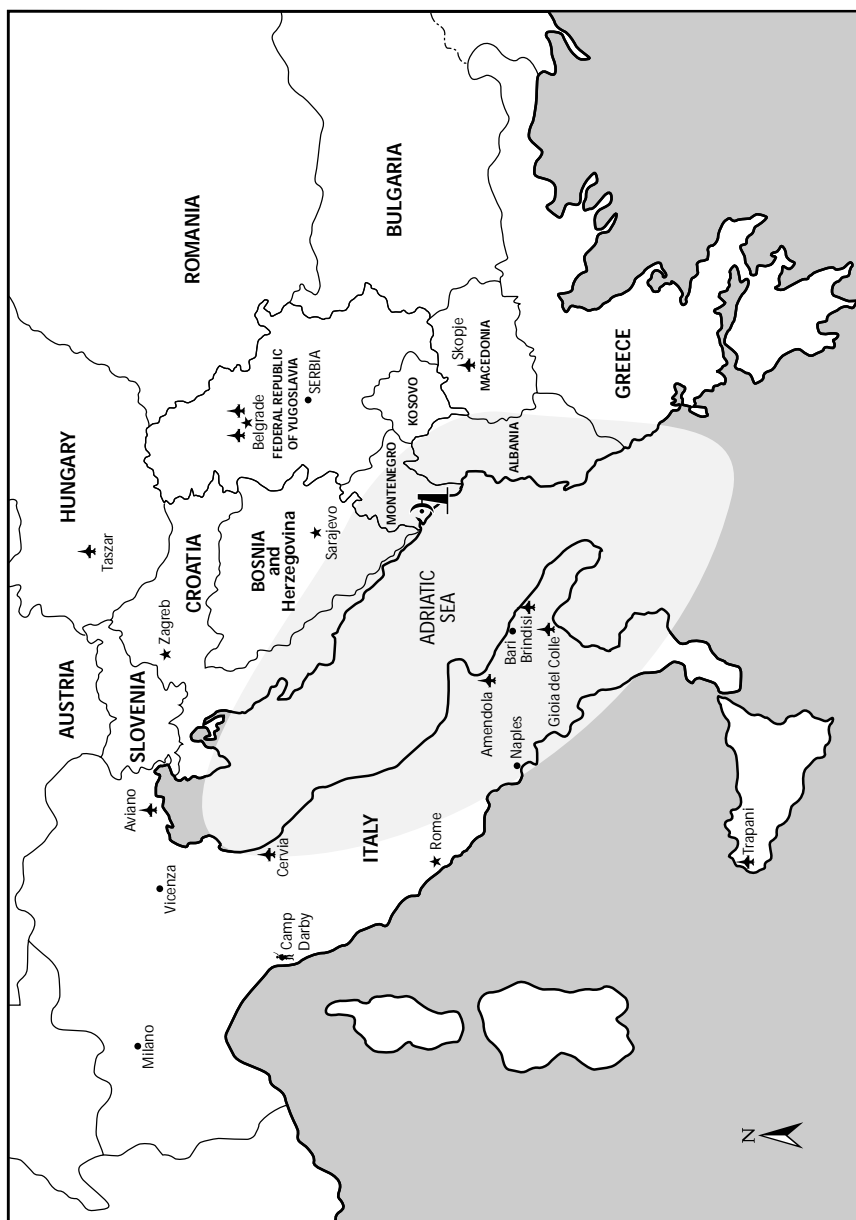 AUSTRIA
HUNGARY
Taszar
ROMANIA
SLOVENIA
Zagreb
CROATIA
BOSNIA
and
Herzegovina
Sarajevo
Belgrade
FEDERAL REPUBLIC
OF YUGOSLAVIA
SERBIA
BULGARIA
MONTENEGRO
KOSOVO
Skopje
MACEDONIA
ALBANIA
GREECE
Milano
Vicenza
Aviano
Camp
Darby
Cervia
ITALY
Rome
ADRIATIC
SEA
Amendola
Naples
Bari
Brindisi
Gioia del Colle
Trapani
N